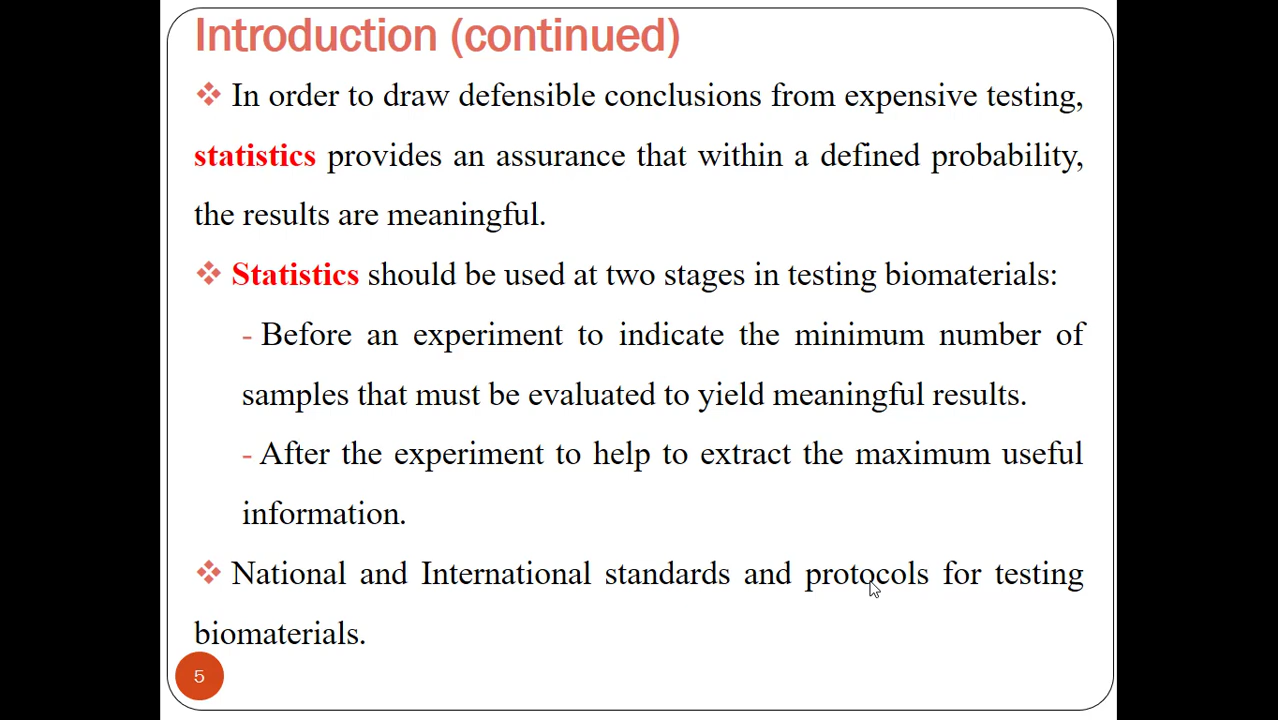 Introduction (continued)
❖ In order to draw defensible conclusions from expensive testing,
statistics provides an assurance that within a defined probability,
the results are meaningful.
❖ Statistics should be used at two stages in testing biomaterials:
- Before an experiment to indicate the minimum number of
samples that must be evaluated to yield meaningful results.
- After the experiment to help to extract the maximum useful
information.
❖ National and International standards and protocols for testing
biomaterials.
5